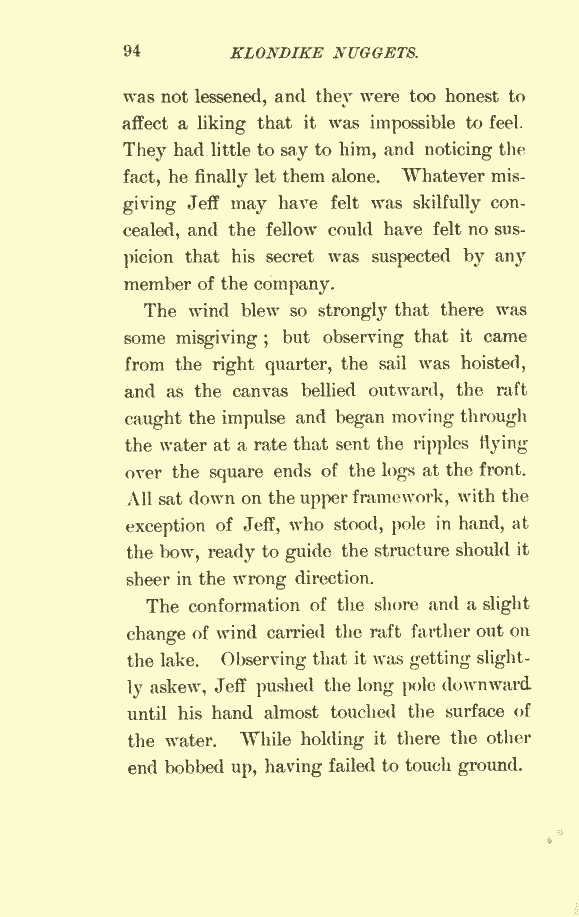 94 KLONDIKE NUGGETS.
was not lessened, and they were too honest to
affect a liking that it was impossible to feel.
They had little to say to him, and noticing the
fact, he finally let them alone. Whatever mis-
giving Jeff may have felt was skilfully con-
cealed, and the fellow could have felt no sus-
picion that his secret was suspected by any
member of the company.
The wind blew so strongly that there was
some misgiving ; but observing that it came
from the right quarter, the sail was hoisted,
and as the canvas bellied outward, the raft
caught the impulse and began moving through
the water at a rate that sent the ripples flying
over the square ends of the logs at the front.
All sat down on the upper framework, with the
exception of Jeff, who stood, pole in hand, at
the bow, ready to guide the structure should it
sheer in the wrong direction.
The conformation of the shore and a slight
change of wind carried the raft farther out on
the lake. Observing that it was getting slight-
ly askew, Jeff pushed the long pole downward
until his hand almost touched the surface of
the water. While holding it there the other
end bobbed up, having failed to touch ground.